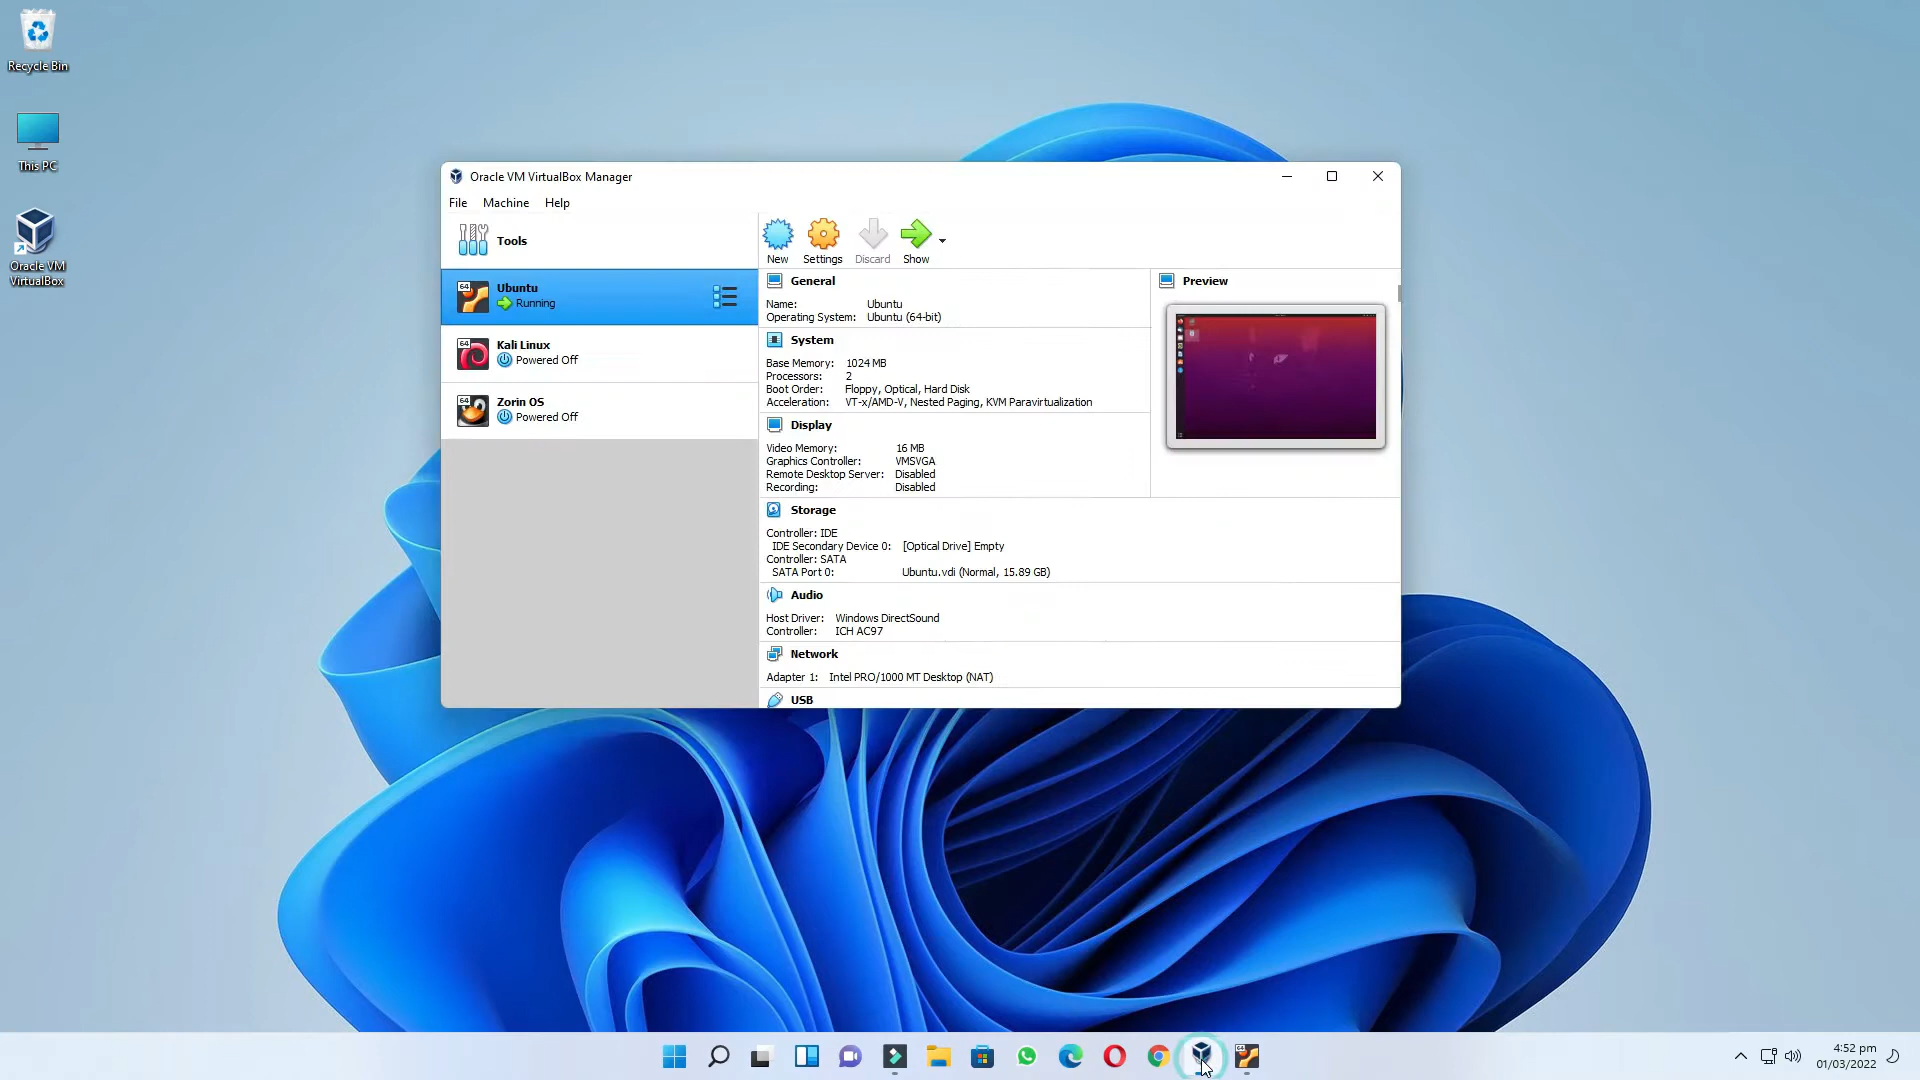 Recycle Bin
This PC
Oracle VM
VirtualBox
Oracle VM VirtualBox Manager
File Machine Help
Tools
New Settings Discard Show
64 Ubuntu
Running
64 Kali Linux
Powered Off
64 Zorin OS
Powered Off
General
Name: Ubuntu
Operating System: Ubuntu (64-bit)
System
Base Memory: 1024 MB
Processors: 2
Boot Order: Floppy, Optical, Hard Disk
Acceleration: VT-x/AMD-V, Nested Paging, KVM Paravirtualization
Display
Video Memory: 16 MB
Graphics Controller: VMSVGA
Remote Desktop Server: Disabled
Recording: Disabled
Storage
Controller: IDE
IDE Secondary Device 0: [Optical Drive] Empty
Controller: SATA
SATA Port 0: Ubuntu.vdi (Normal, 15.89 GB)
Audio
Host Driver: Windows DirectSound
Controller: ICH AC97
Network
Adapter 1: Intel PRO/1000 MT Desktop (NAT)
USB
Preview
64
4:52 pm
01/03/2022